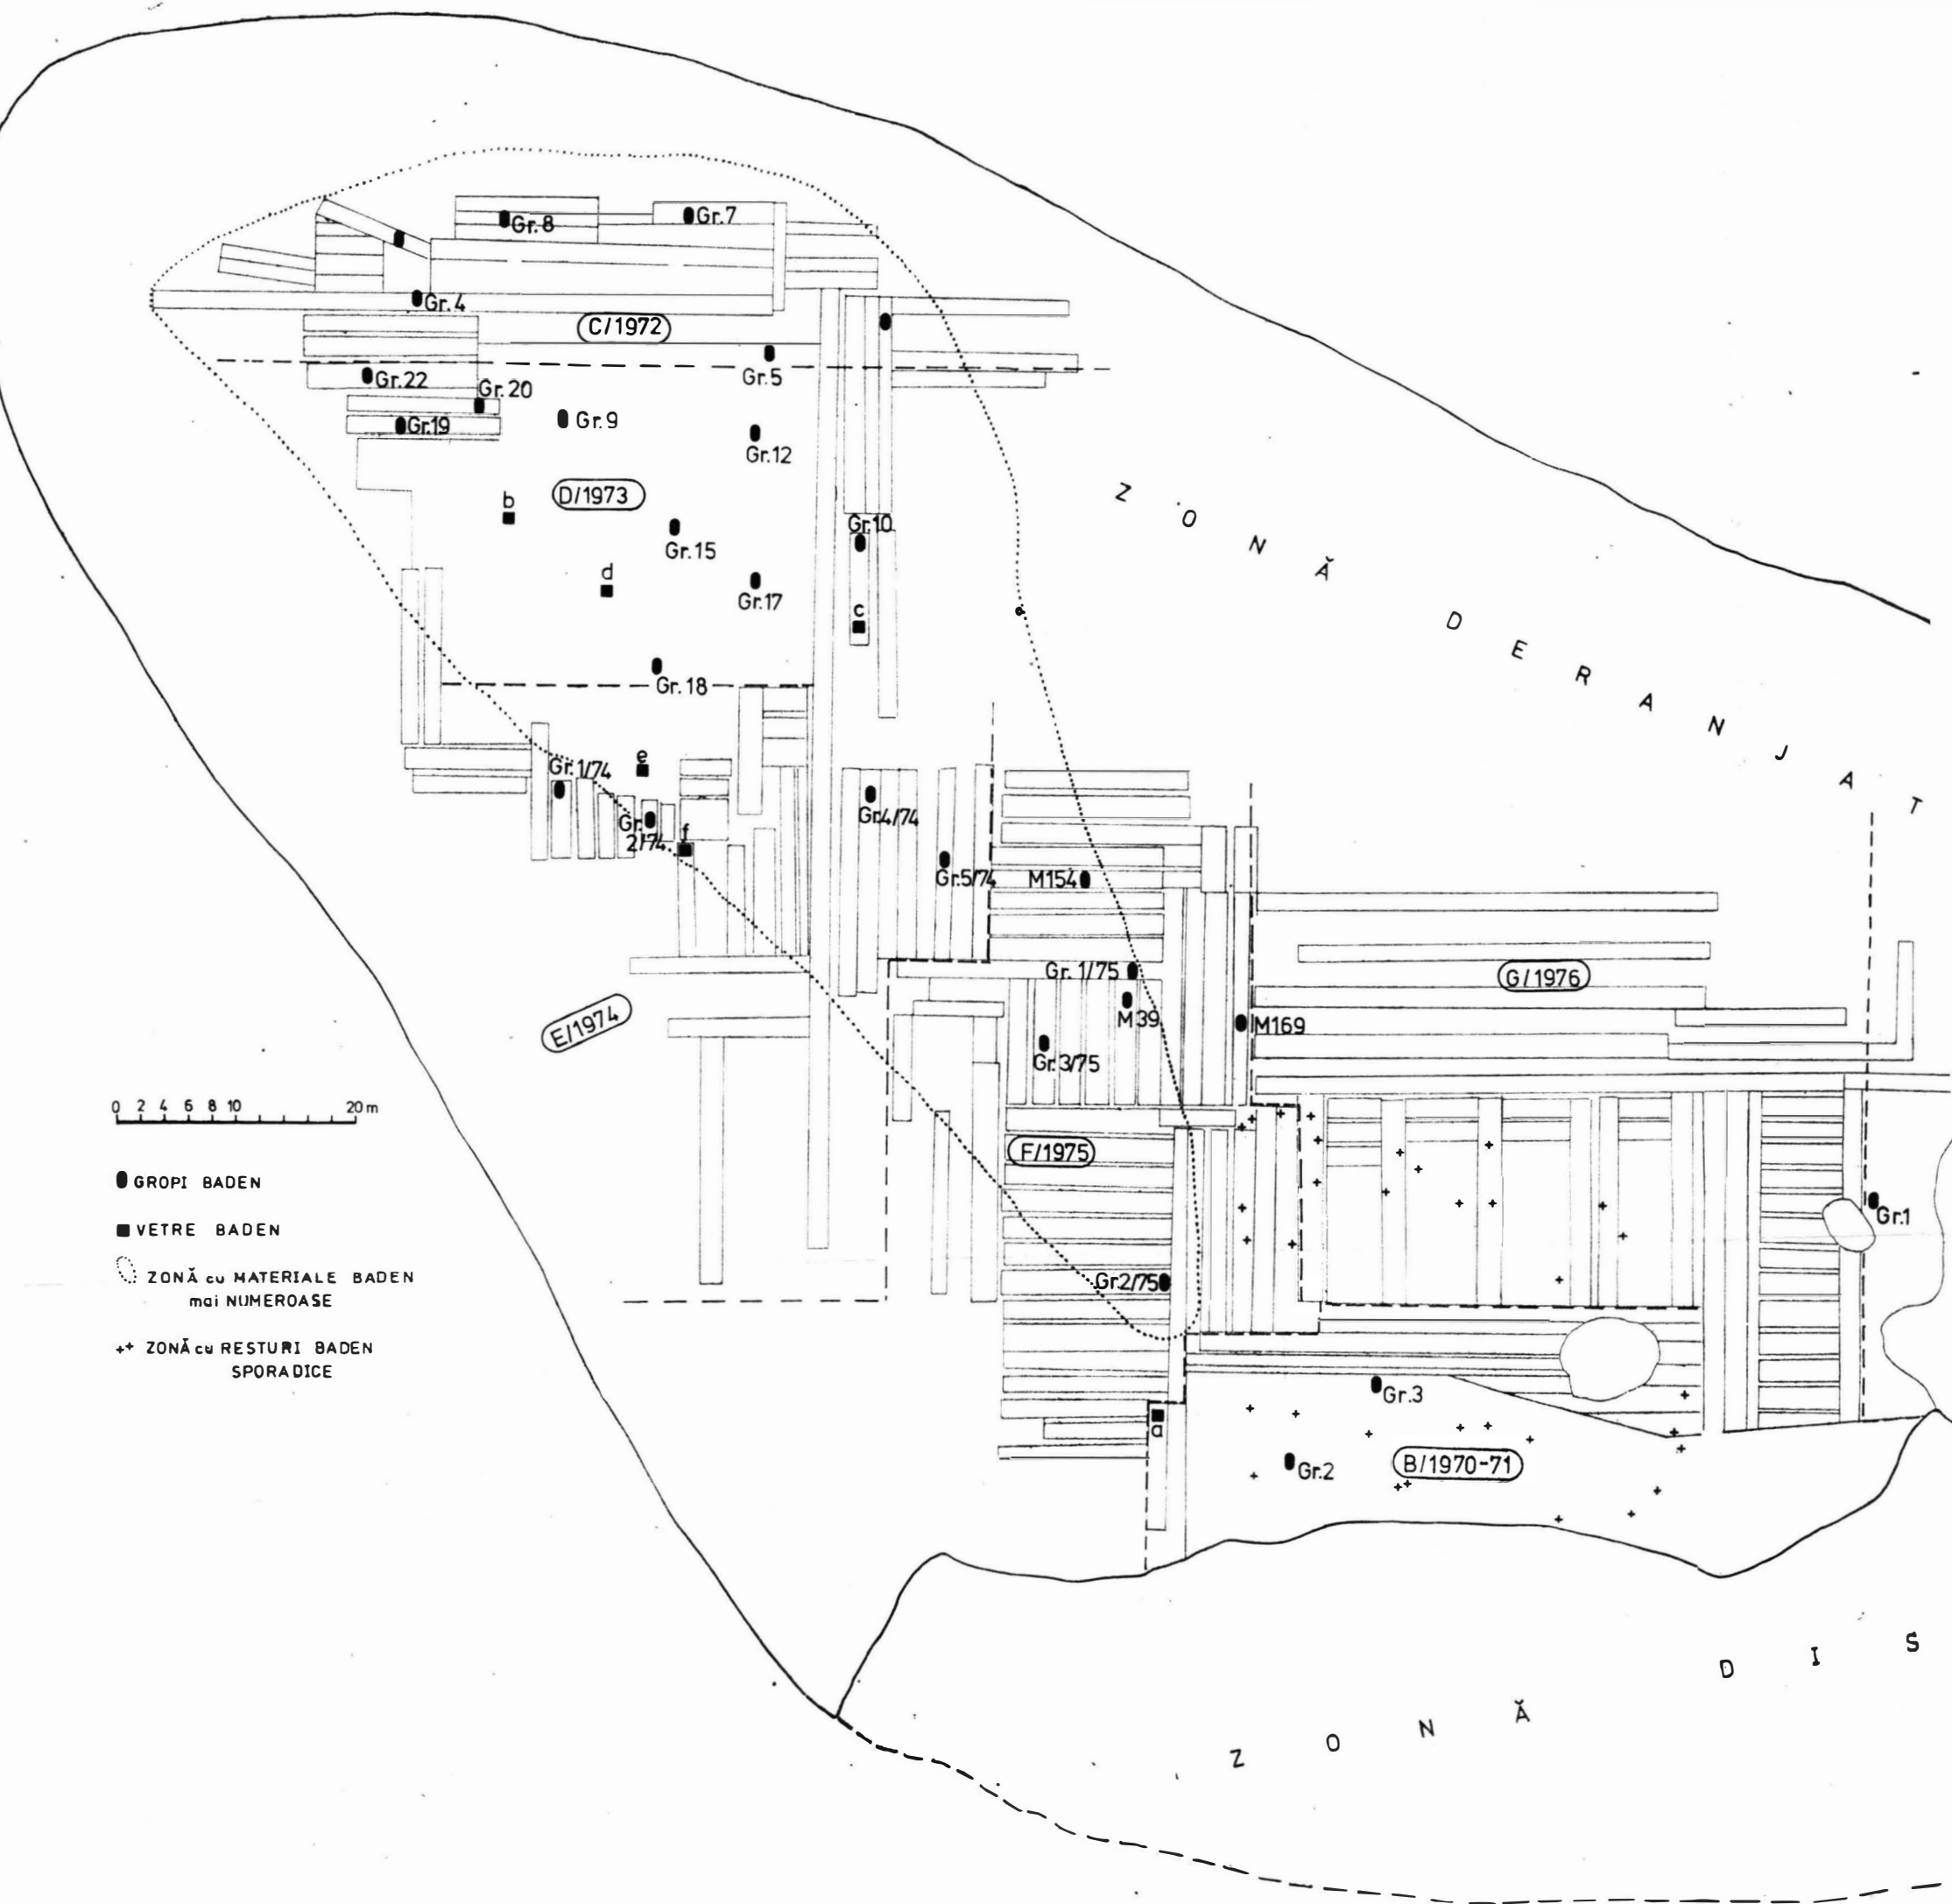 Gr.8
Gr.7
Gr.4
C/1972
Gr.5
Gr.22
Gr.20
Gr.9
Gr.19
Gr.12
D/1973
b
Gr.10
Gr.15
d
Gr.17
c
Gr.18
ZONĂ DERANJAT
e
Gr.1/74
Gr.
2/74
f
Gr4/74
Gr.5/74
M154
Gr. 1/75
M39
M169
G/1976
E/1974
Gr.3/75
0 2 4 6 8 10 20 m
F/1975
GROPI BADEN
Gr.1
VETRE BADEN
ZONĂ cu MATERIALE BADEN
mai NUMEROASE
Gr.2/75
ZONĂ cu RESTURI BADEN
SPORADICE
Gr.3
a
Gr.2
B/1970-71
ZONĂ DIS